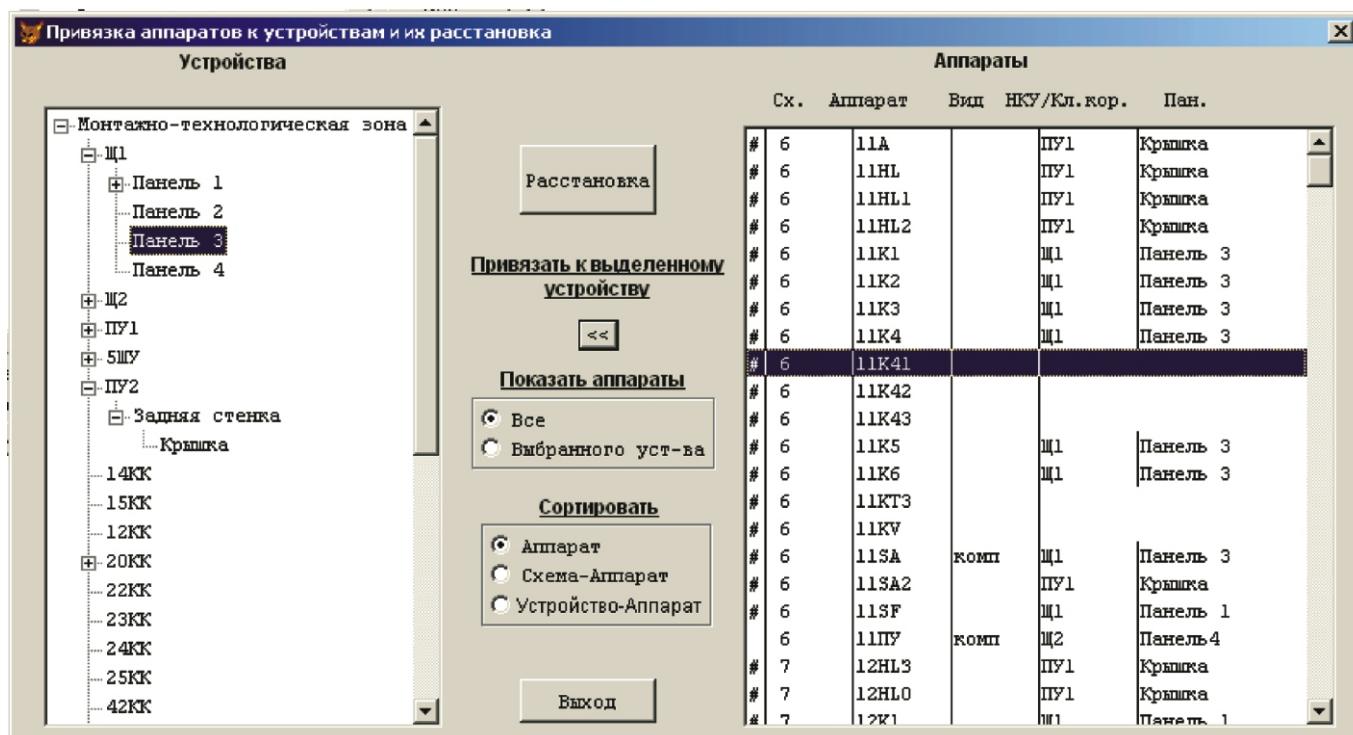 Привязка аппаратов к устройствам и их расстановка
Устройства
Монтажно-технологическая зона
Щ1
Панель 1
Панель 2
Панель 3
Панель 4
Щ2
ПУ1
5ШУ
ПУ2
Задняя стенка
Крышка
14КК
15КК
12КК
20КК
22КК
23КК
24КК
25КК
42КК
Расстановка
Привязать к выделенному
устройству
<<
Показать аппараты
Все
Выбранного уст-ва
Сортировать
Аппарат
Схема-Аппарат
Устройство-Аппарат
Выход
Аппараты
Сх. Аппарат Вид НКУ/Кл.кор. Пан.
# 6 11A ПУ1 Крышка
# 6 11HL ПУ1 Крышка
# 6 11HL1 ПУ1 Крышка
# 6 11HL2 ПУ1 Крышка
# 6 11K1 Щ1 Панель 3
# 6 11K2 Щ1 Панель 3
# 6 11K3 Щ1 Панель 3
# 6 11K4 Щ1 Панель 3
# 6 11K41
# 6 11K42
# 6 11K43
# 6 11K5 Щ1 Панель 3
# 6 11K6 Щ1 Панель 3
# 6 11KT3
# 6 11KV
# 6 11SA комп Щ1 Панель 3
# 6 11SA2 ПУ1 Крышка
# 6 11SF Щ1 Панель 1
6 11ПУ комп Щ2 Панель4
# 7 12HL3 ПУ1 Крышка
# 7 12HL0 ПУ1 Крышка
# 7 12K1 Щ1 Панель 1